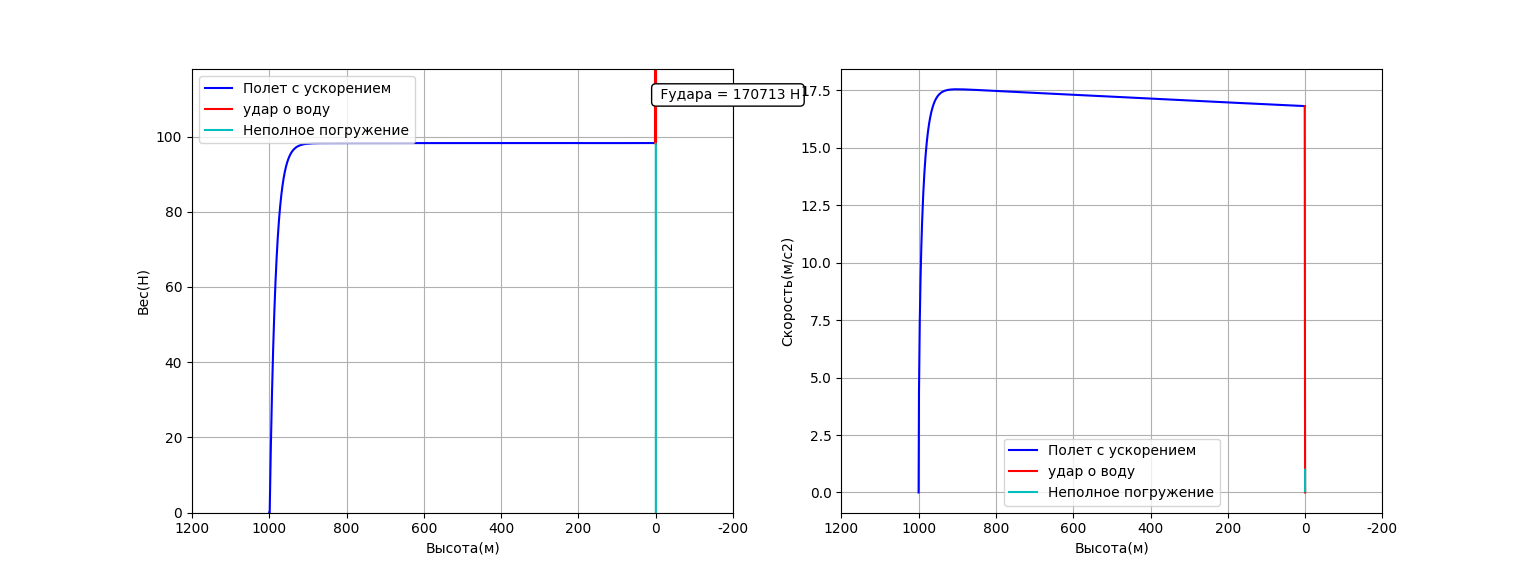 Полет с ускорением
удар о воду
Неполное погружение
Fудара = 170713 Н
100
80
60
40
20
0
Вес(Н)
1200
1000
800
600
400
200
0
-200
Высота(м)
17.5
15.0
12.5
10.0
7.5
5.0
2.5
0.0
Скорость(м/с2)
Полет с ускорением
удар о воду
Неполное погружение
1200
1000
800
600
400
200
0
-200
Высота(м)